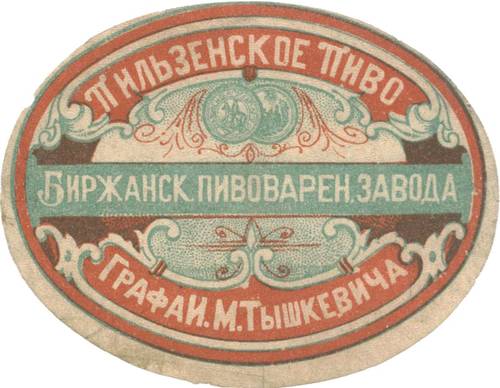 Пильзенское Пиво
Биржанск. пивоварен. завода
Графа И. М. Тышкевича